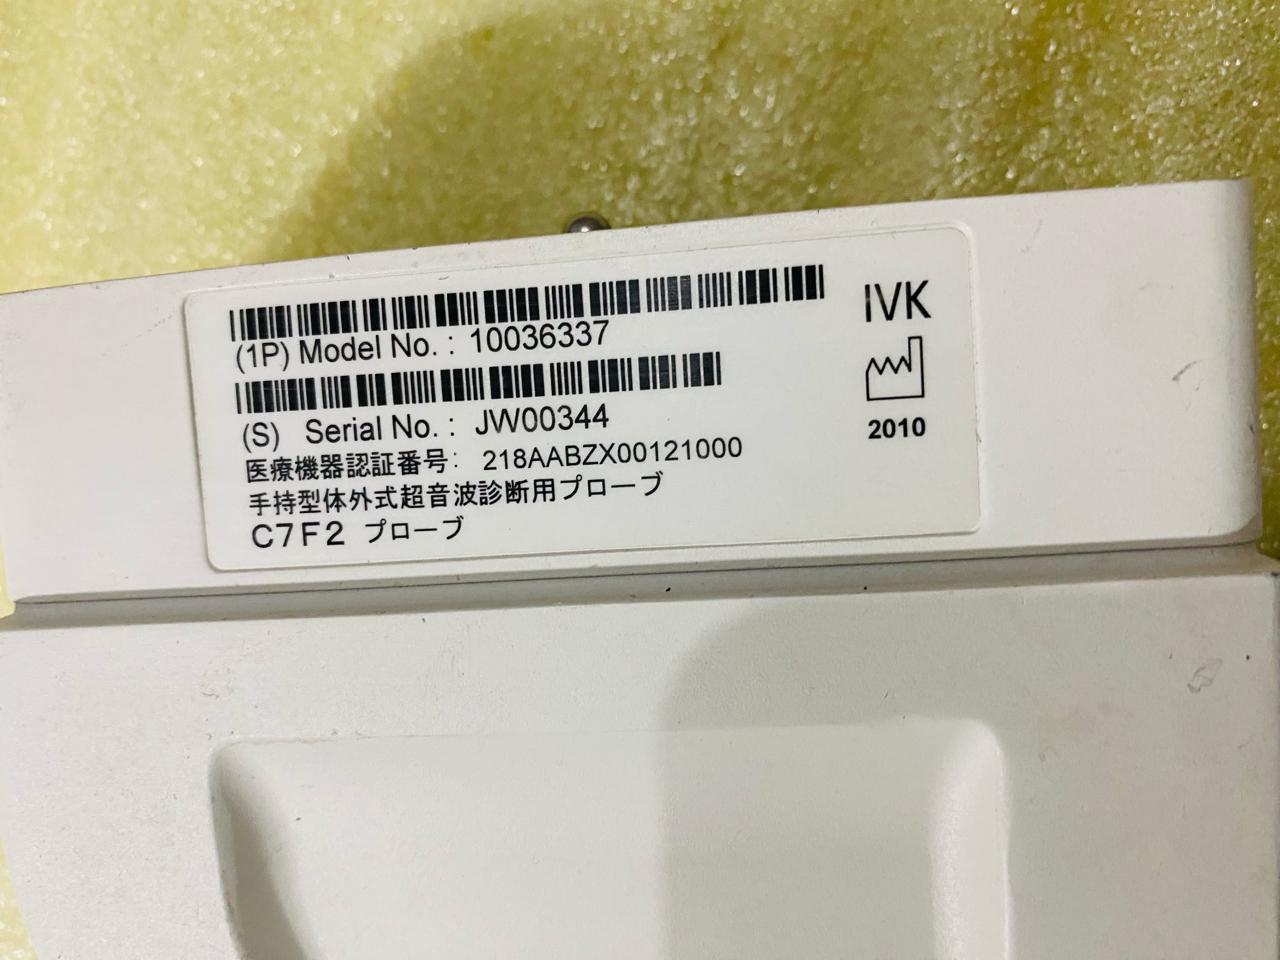 (1P) Model No. : 10036337
(S) Serial No. : JW00344
医療機器認証番号: 218AABZX00121000
手持型体外式超音波診断用プローブ
C7F2 プローブ
IVK
2010